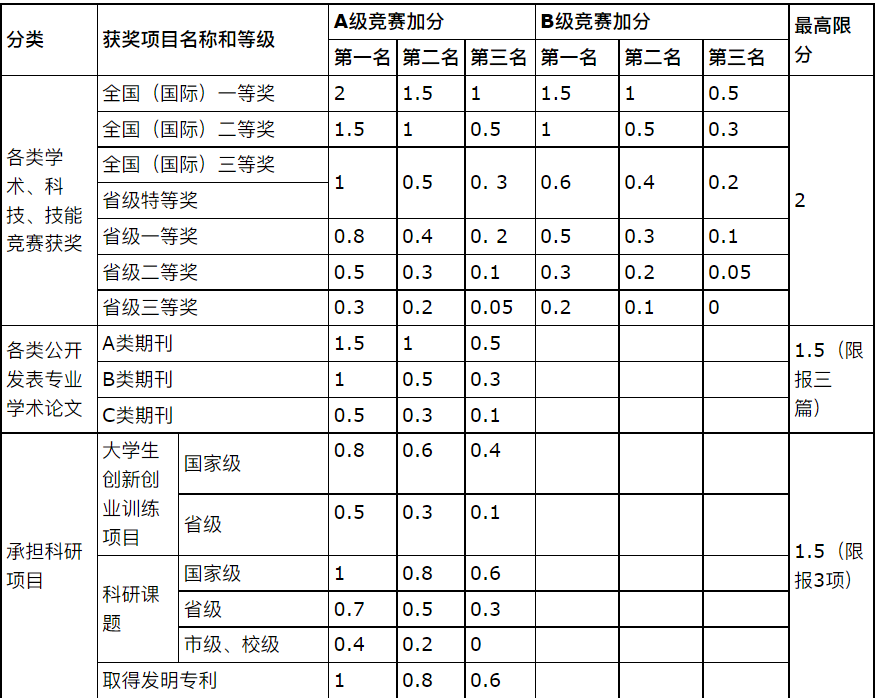 分类 获奖项目名称和等级 A级竞赛加分 B级竞赛加分 最高限
分
第一名 第二名 第三名 第一名 第二名 第三名
各类学
术、科
技、技能
竞赛获奖
全国（国际）一等奖 2 1.5 1 1.5 1 0.5
全国（国际）二等奖 1.5 1 0.5 1 0.5 0.3
全国（国际）三等奖
省级特等奖
1 0.5 0. 3 0.6 0.4 0.2
省级一等奖 0.8 0.4 0. 2 0.5 0.3 0.1
省级二等奖 0.5 0.3 0.1 0.3 0.2 0.05
省级三等奖 0.3 0.2 0.05 0.2 0.1 0
2
各类公开
发表专业
学术论文
A类期刊 1.5 1 0.5
B类期刊 1 0.5 0.3
C类期刊 0.5 0.3 0.1
1.5（限
报三
篇）
承担科研
项目
大学生
创新创
业训练
项目
国家级 0.8 0.6 0.4
省级 0.5 0.3 0.1
科研课
题
国家级 1 0.8 0.6
省级 0.7 0.5 0.3
市级、校级 0.4 0.2 0
取得发明专利 1 0.8 0.6
1.5（限
报3项）